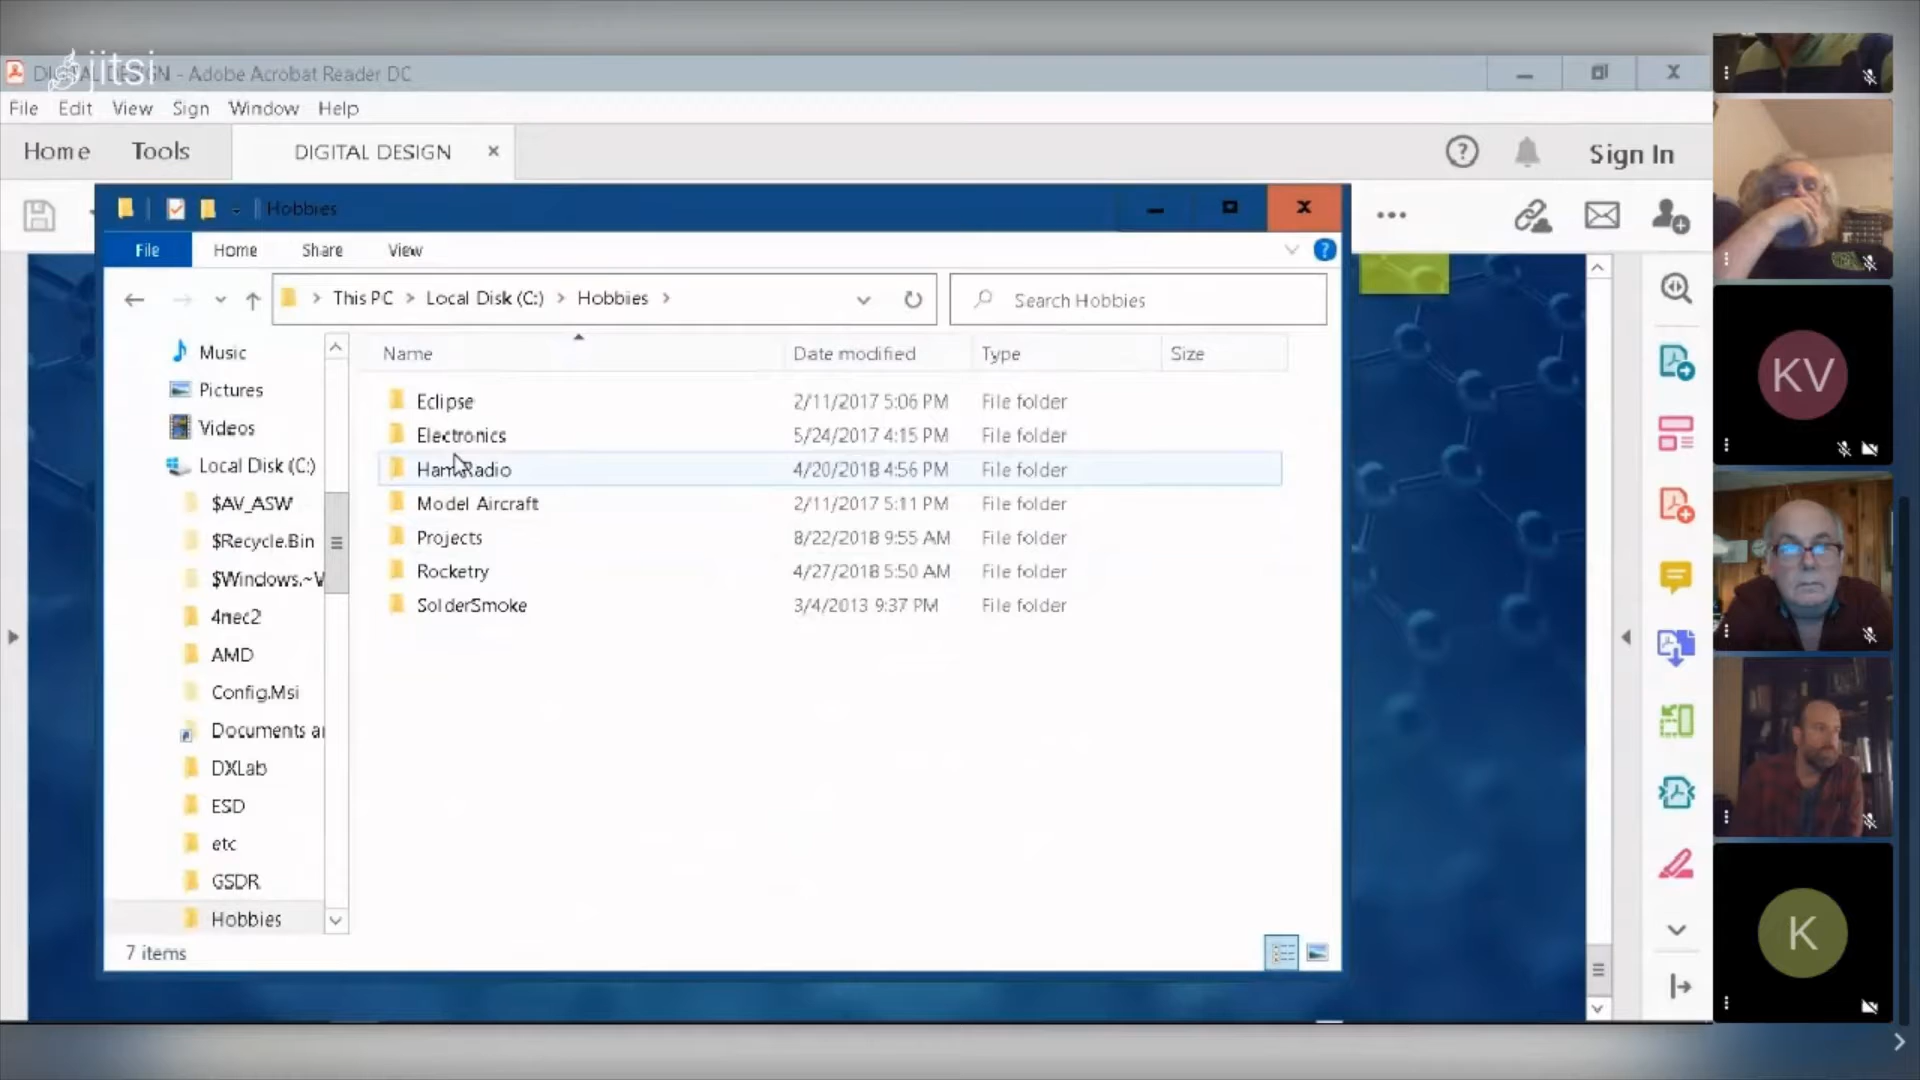 jitsi
DIGITAL DESIGN - Adobe Acrobat Reader DC
File Edit View Sign Window Help
Home Tools DIGITAL DESIGN × Sign In
Hobbies
File Home Share View
This PC > Local Disk (C:) > Hobbies > Search Hobbies
Name Date modified Type Size
Music
Pictures
Videos
Local Disk (C:)
$AV_ASW
$Recycle.Bin
$Windows.~
4nec2
AMD
Config.Msi
Documents a
DXLab
ESD
etc
GSDR
Hobbies
Eclipse 2/11/2017 5:06 PM File folder
Electronics 5/24/2017 4:15 PM File folder
Ham Radio 4/20/2018 4:56 PM File folder
Model Aircraft 2/11/2017 5:11 PM File folder
Projects 8/22/2018 9:55 AM File folder
Rocketry 4/27/2018 5:50 AM File folder
SolderSmoke 3/4/2013 9:37 PM File folder
7 items
KV
K